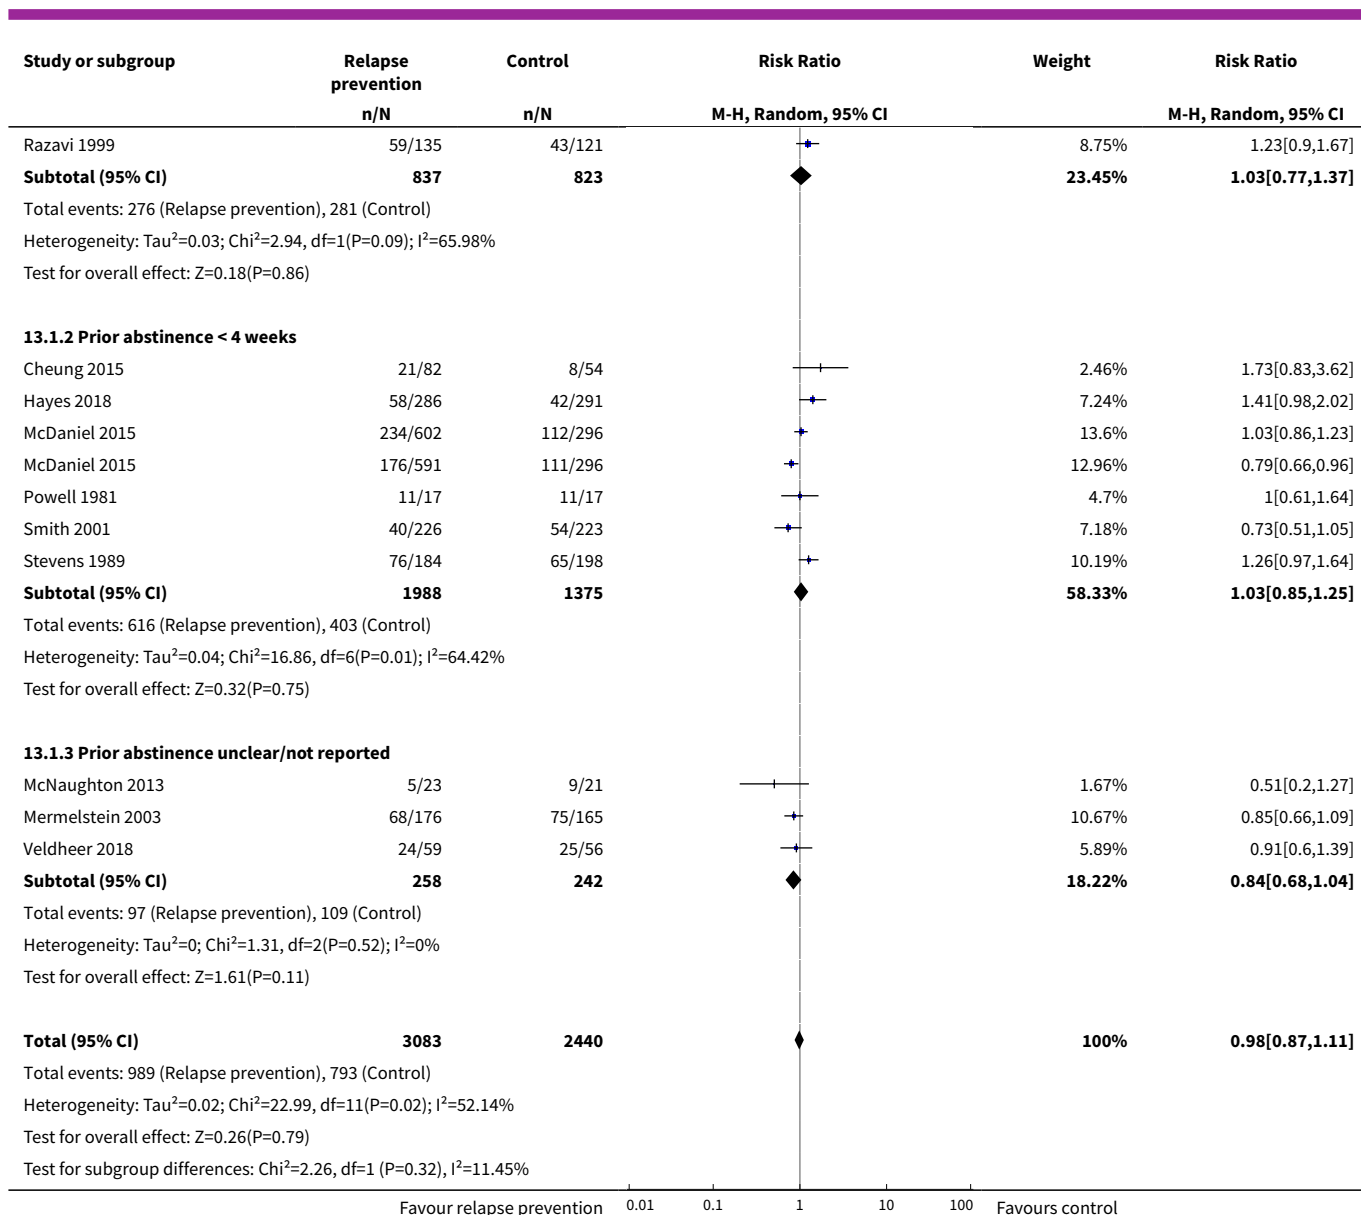 Study or subgroup Relapse prevention Control Risk Ratio Weight Risk Ratio
n/N n/N M-H, Random, 95% CI M-H, Random, 95% CI
Razavi 1999 59/135 43/121 8.75% 1.23[0.9,1.67]
Subtotal (95% CI) 837 823 23.45% 1.03[0.77,1.37]
Total events: 276 (Relapse prevention), 281 (Control)
Heterogeneity: Tau²=0.03; Chi²=2.94, df=1(P=0.09); I²=65.98%
Test for overall effect: Z=0.18(P=0.86)
13.1.2 Prior abstinence < 4 weeks
Cheung 2015 21/82 8/54 2.46% 1.73[0.83,3.62]
Hayes 2018 58/286 42/291 7.24% 1.41[0.98,2.02]
McDaniel 2015 234/602 112/296 13.6% 1.03[0.86,1.23]
McDaniel 2015 176/591 111/296 12.96% 0.79[0.66,0.96]
Powell 1981 11/17 11/17 4.7% 1[0.61,1.64]
Smith 2001 40/226 54/223 7.18% 0.73[0.51,1.05]
Stevens 1989 76/184 65/198 10.19% 1.26[0.97,1.64]
Subtotal (95% CI) 1988 1375 58.33% 1.03[0.85,1.25]
Total events: 616 (Relapse prevention), 403 (Control)
Heterogeneity: Tau²=0.04; Chi²=16.86, df=6(P=0.01); I²=64.42%
Test for overall effect: Z=0.32(P=0.75)
13.1.3 Prior abstinence unclear/not reported
McNaughton 2013 5/23 9/21 1.67% 0.51[0.2,1.27]
Mermelstein 2003 68/176 75/165 10.67% 0.85[0.66,1.09]
Veldheer 2018 24/59 25/56 5.89% 0.91[0.6,1.39]
Subtotal (95% CI) 258 242 18.22% 0.84[0.68,1.04]
Total events: 97 (Relapse prevention), 109 (Control)
Heterogeneity: Tau²=0; Chi²=1.31, df=2(P=0.52); I²=0%
Test for overall effect: Z=1.61(P=0.11)
Total (95% CI) 3083 2440 100% 0.98[0.87,1.11]
Total events: 989 (Relapse prevention), 793 (Control)
Heterogeneity: Tau²=0.02; Chi²=22.99, df=11(P=0.02); I²=52.14%
Test for overall effect: Z=0.26(P=0.79)
Test for subgroup differences: Chi²=2.26, df=1 (P=0.32), I²=11.45%
Favour relapse prevention 0.01 0.1 1 10 100 Favours control